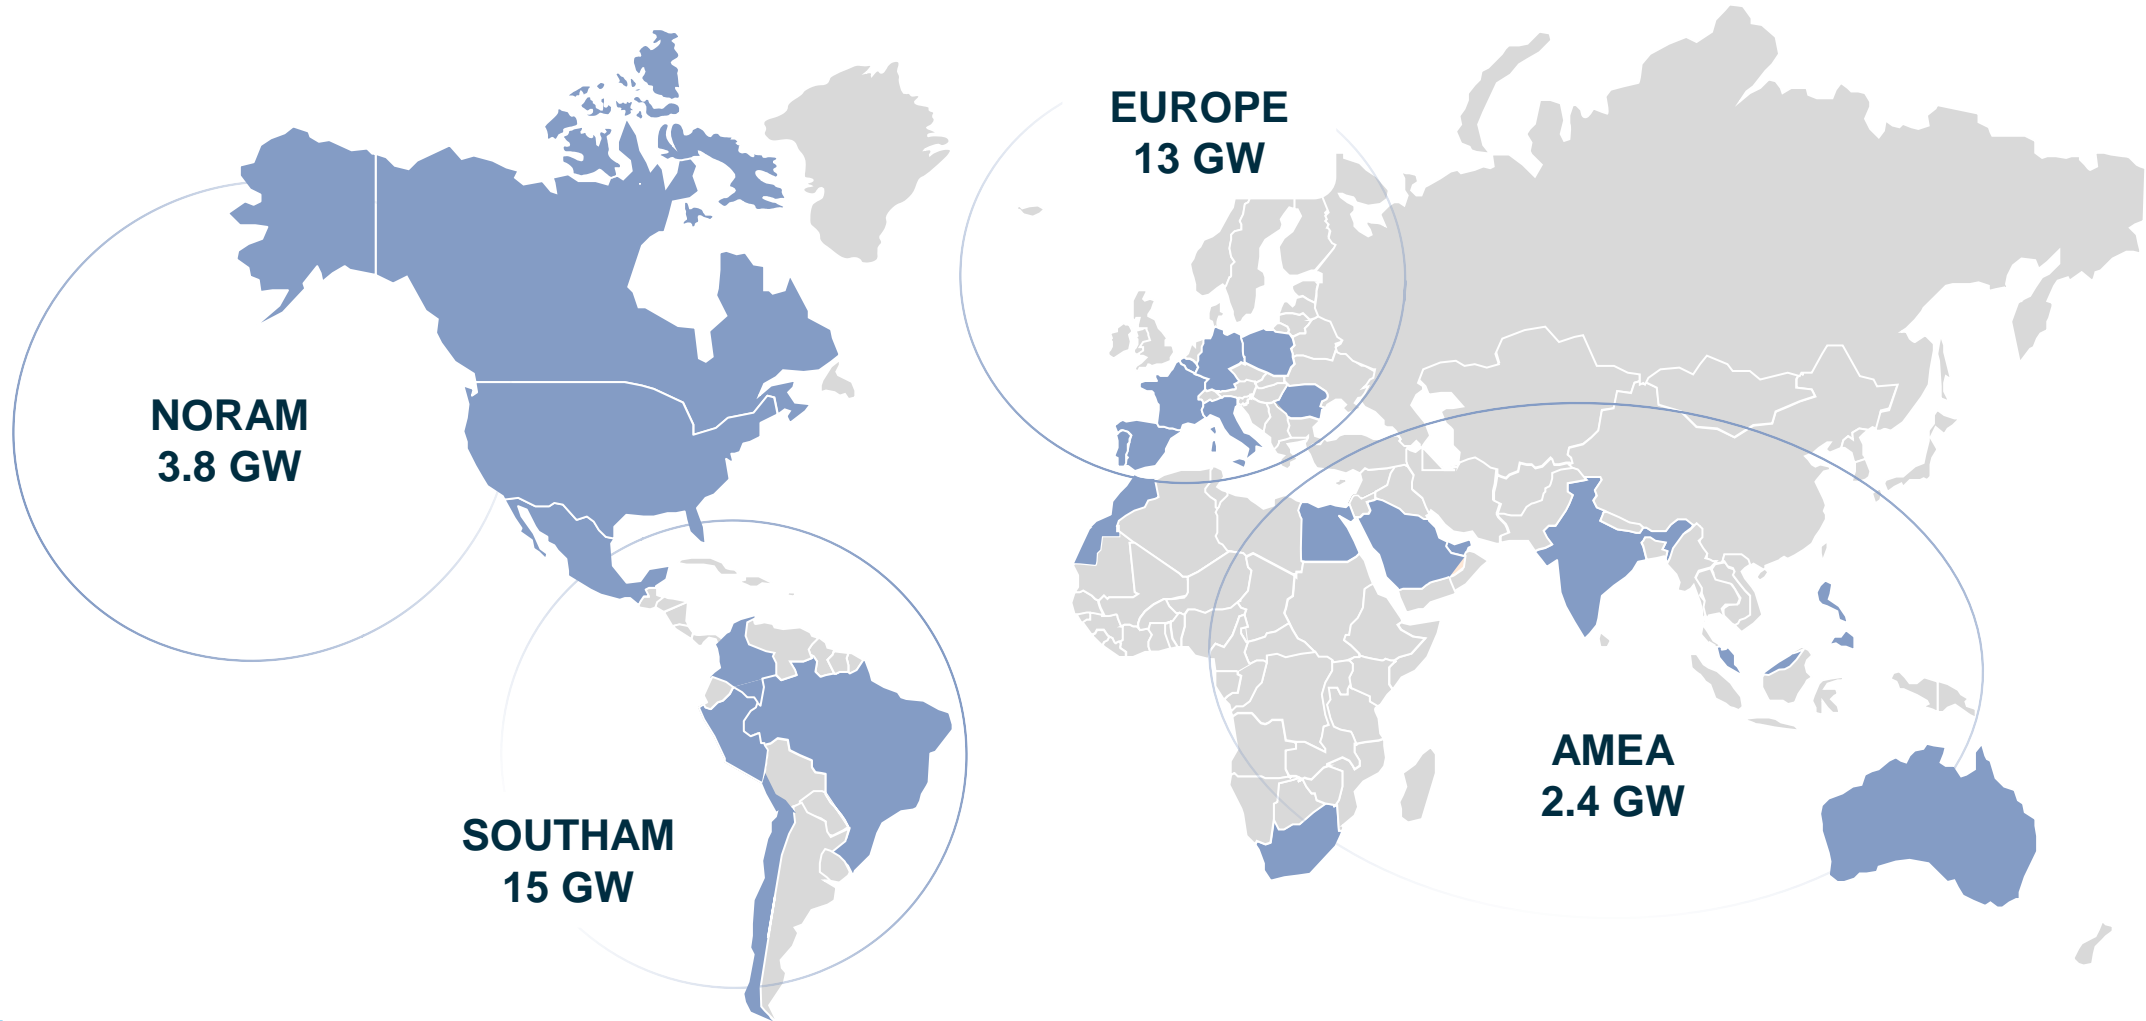 EUROPE
13 GW
NORAM
3.8 GW
AMEA
2.4 GW
SOUTHAM
15 GW